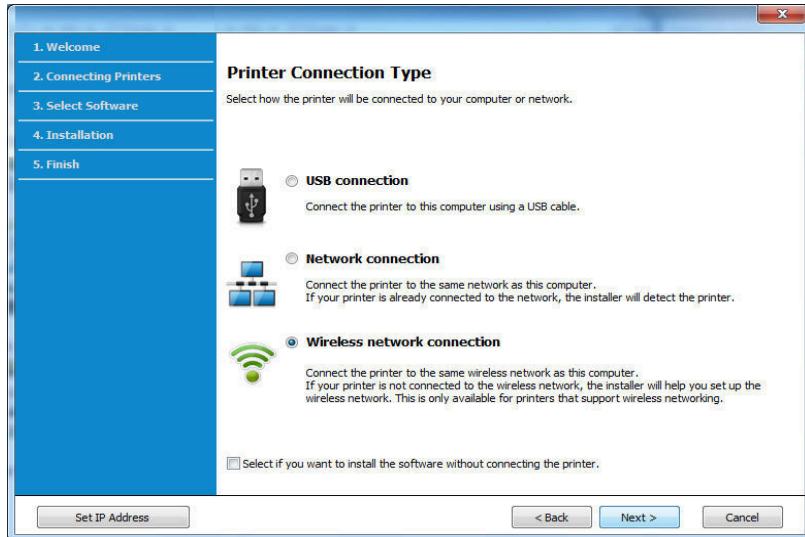 1. Welcome
2. Connecting Printers
3. Select Software
4. Installation
5. Finish
Printer Connection Type
Select how the printer will be connected to your computer or network.
USB connection
Connect the printer to this computer using a USB cable.
Network connection
Connect the printer to the same network as this computer.
If your printer is already connected to the network, the installer will detect the printer.
Wireless network connection
Connect the printer to the same wireless network as this computer.
If your printer is not connected to the wireless network, the installer will help you set up the
wireless network. This is only available for printers that support wireless networking.
Select if you want to install the software without connecting the printer.
Set IP Address
< Back
Next >
Cancel